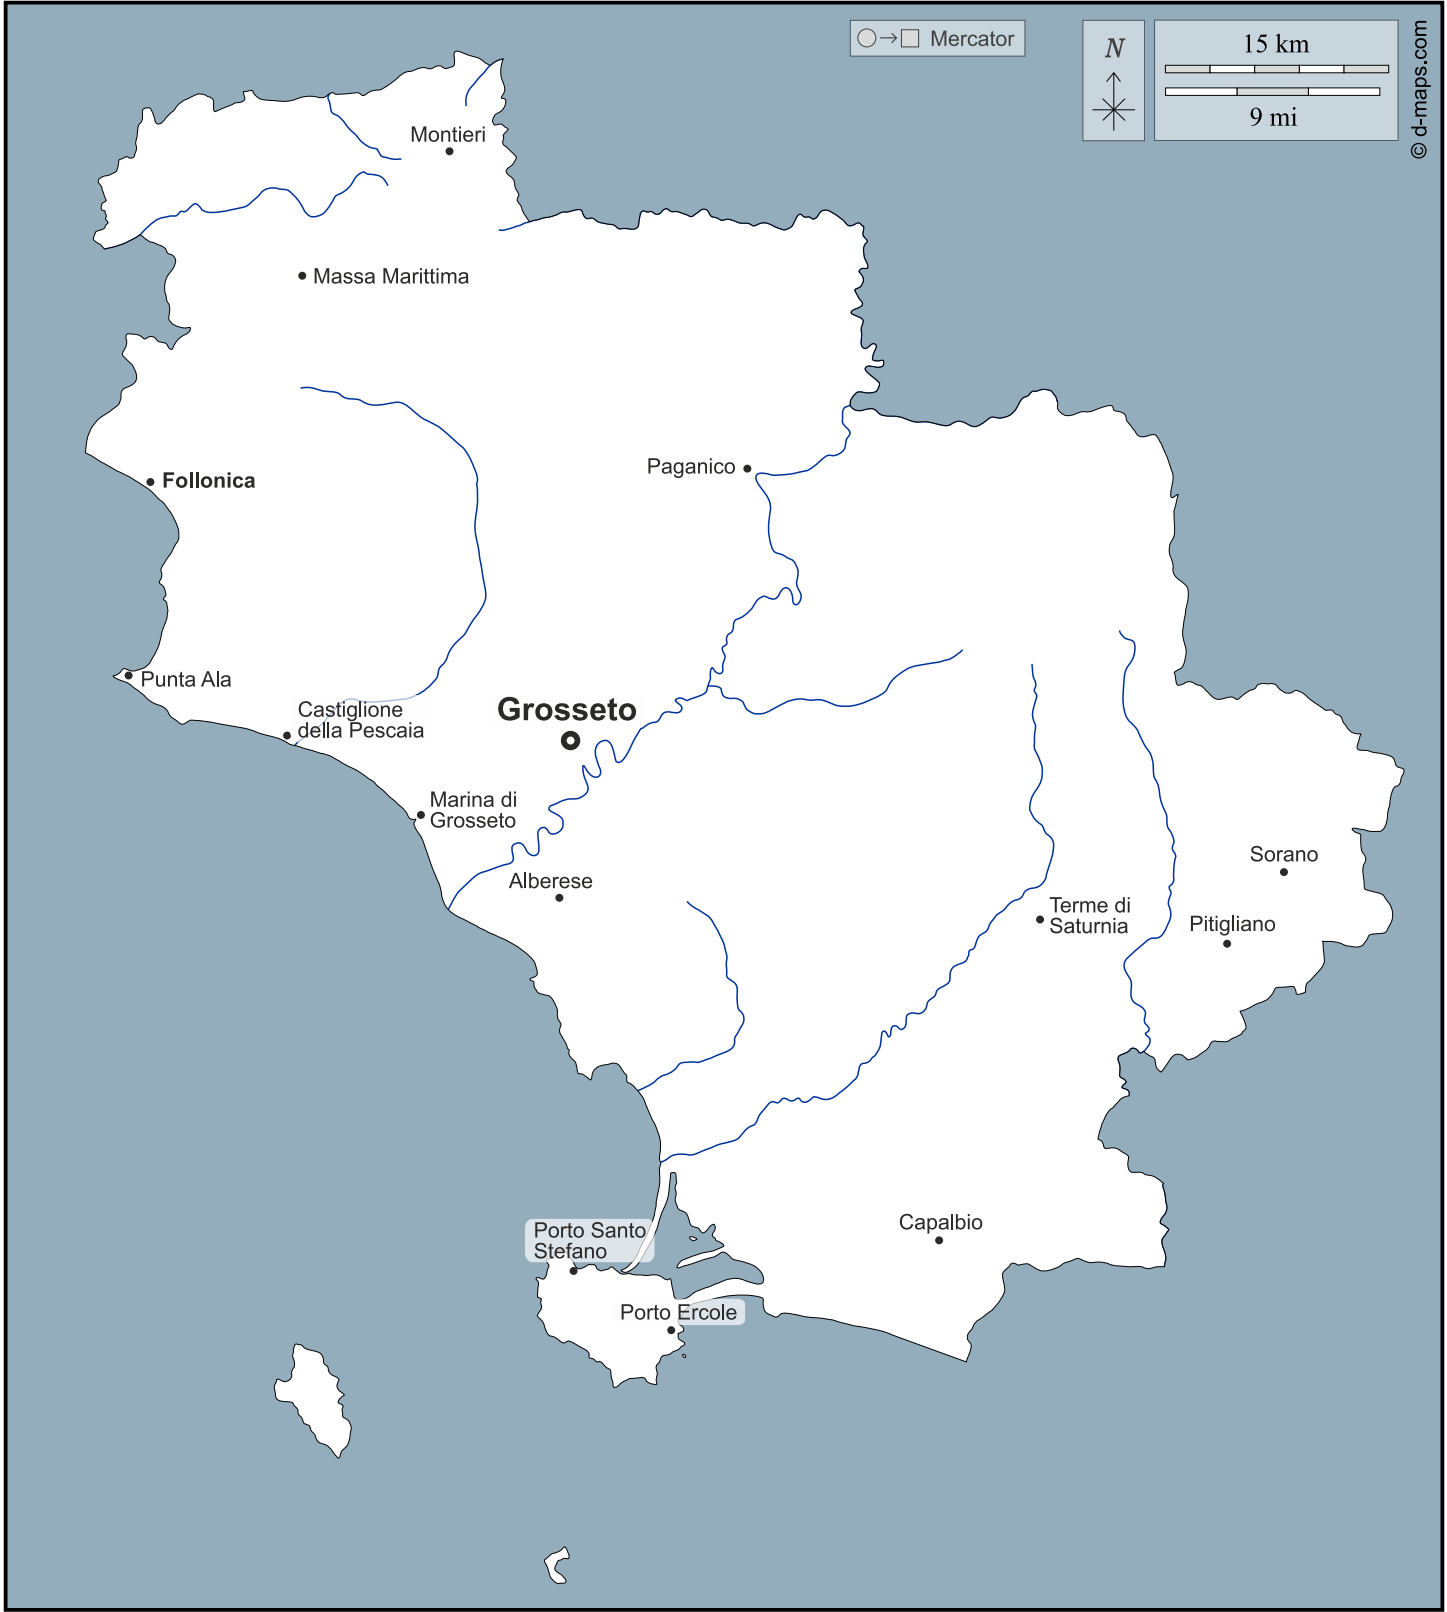 Mercator
N
15 km
9 mi
© d-maps.com
Montieri
Massa Marittima
Paganico
Follonica
Punta Ala
Castiglione
della Pescaia
Grosseto
Marina di
Grosseto
Alberese
Sorano
Terme di
Saturnia
Pitigliano
Capalbio
Porto Santo
Stefano
Porto Ercole